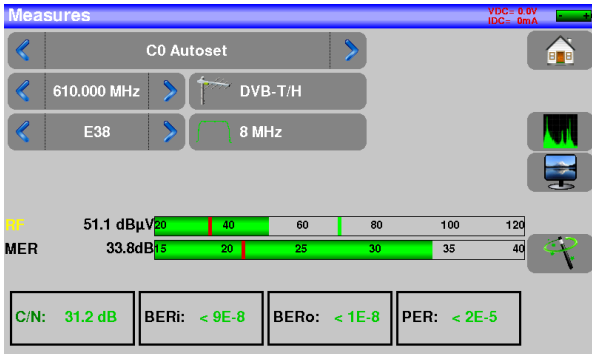 Measures
VDC= 0.0V
IDC= 0mA
- +
C0 Autoset
610.000 MHz
DVB-T/H
E38
8 MHz
RF 51.1 dBµV 20 40 60 80 100 120
MER 33.8dB 15 20 25 30 35 40
C/N: 31.2 dB BERi: < 9E-8 BERo: < 1E-8 PER: < 2E-5